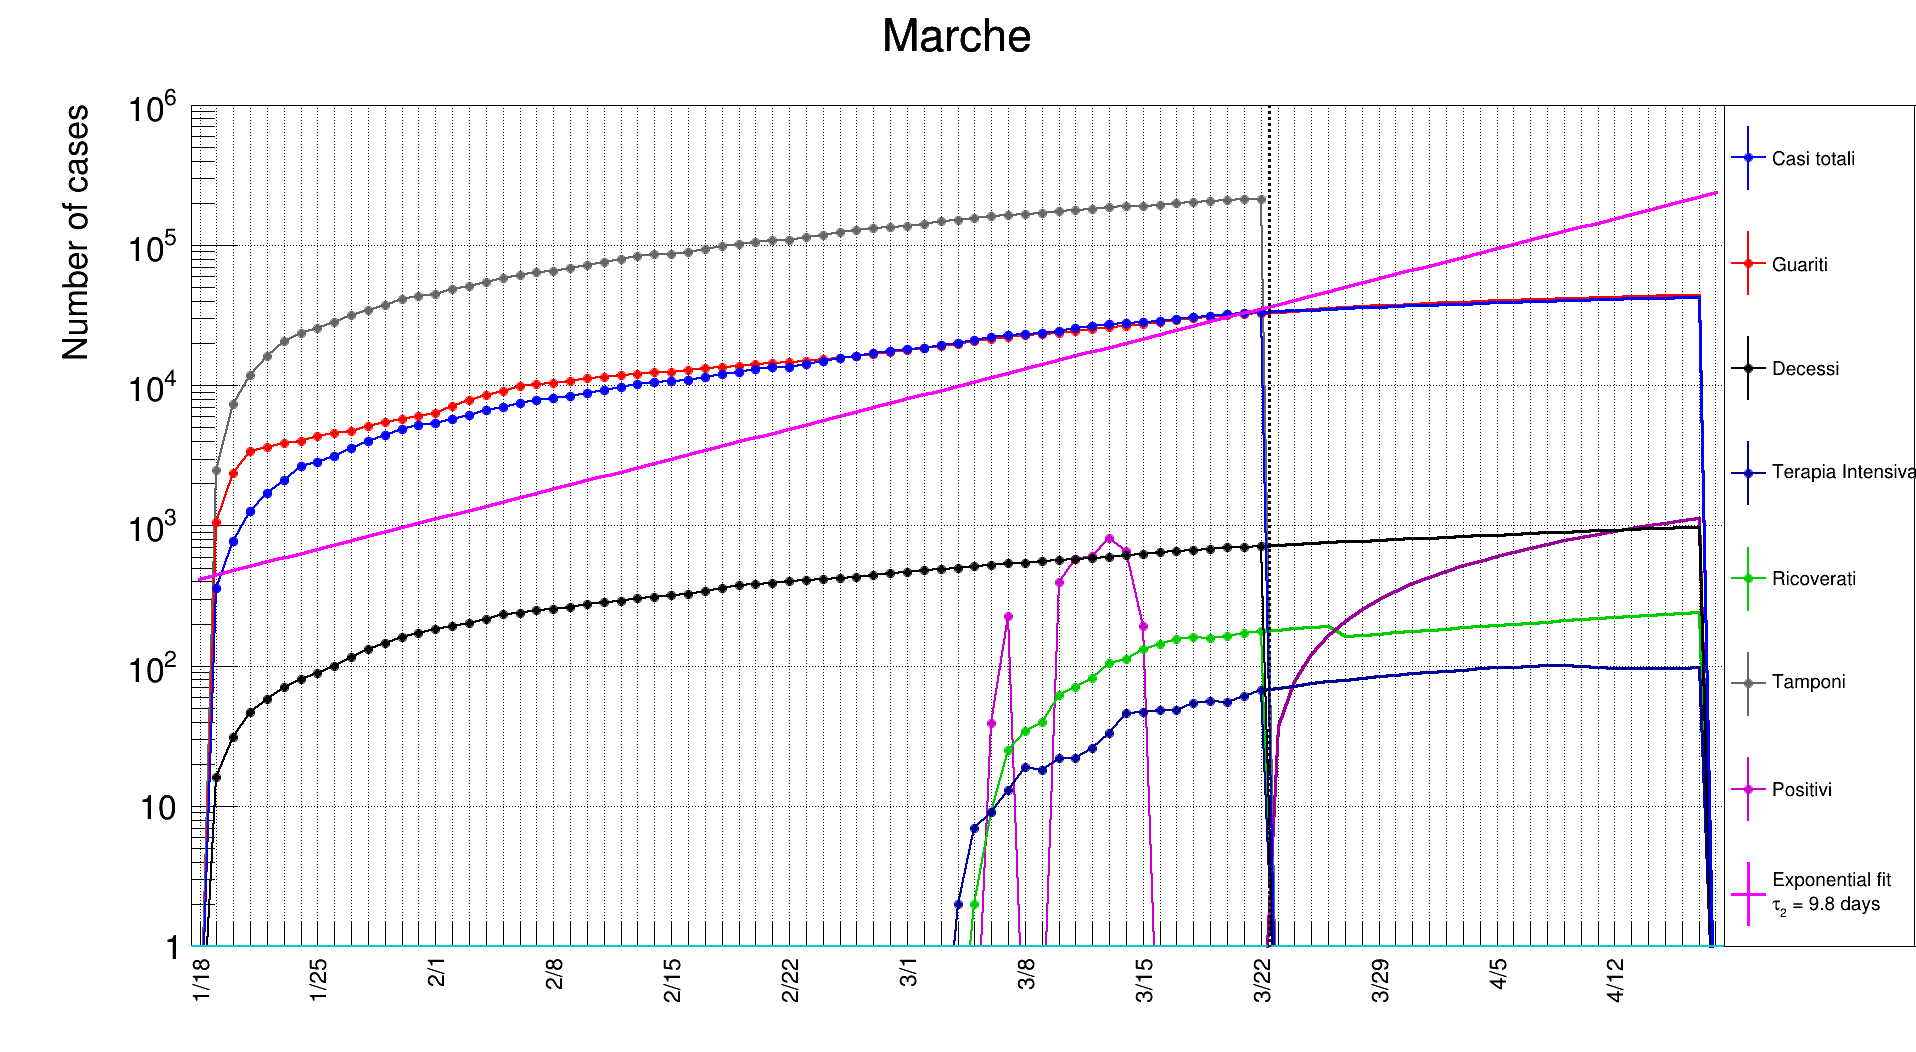 Marche
Number of cases
10^6
10^5
10^4
10^3
10^2
10
1
1/18
1/25
2/1
2/8
2/15
2/22
3/1
3/8
3/15
3/22
3/29
4/5
4/12
Casi totali
Guariti
Decessi
Terapia Intensiva
Ricoverati
Tamponi
Positivi
Exponential fit
τ₂ = 9.8 days